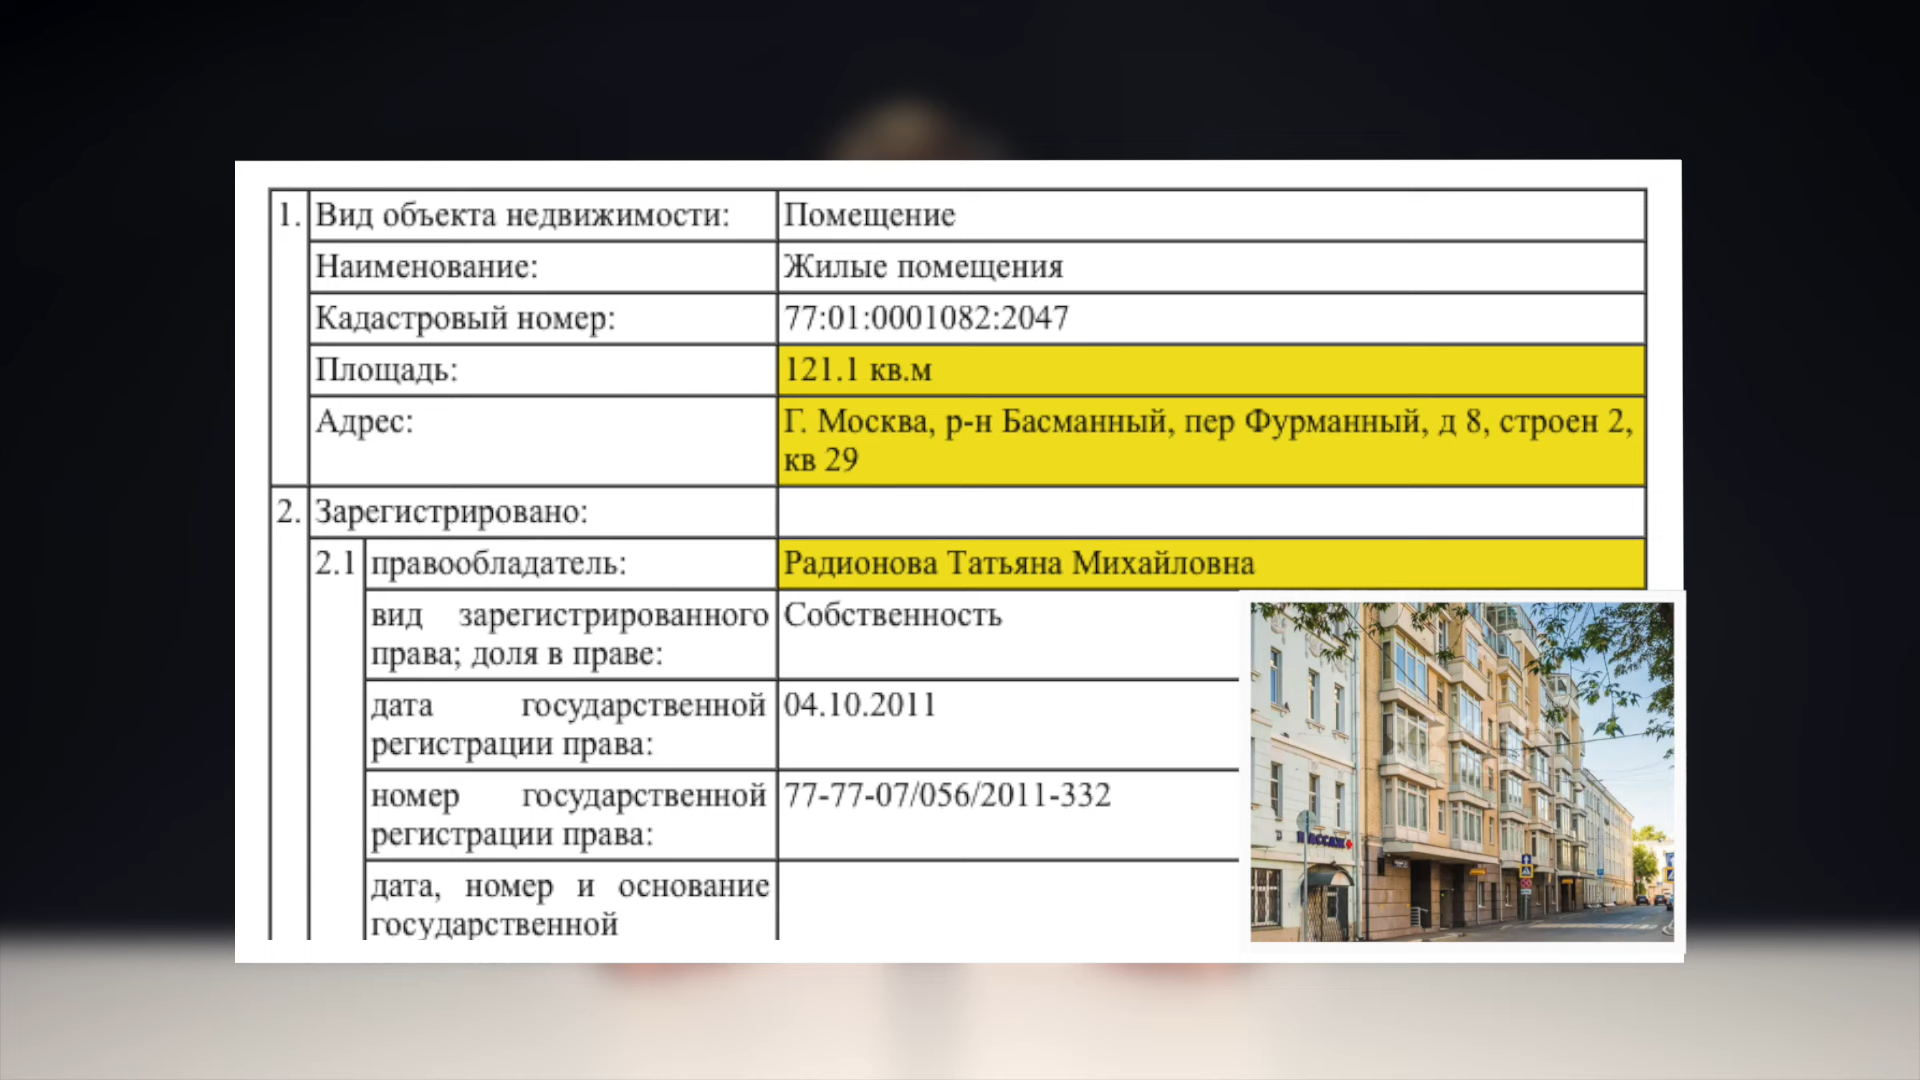 1. Вид объекта недвижимости: Помещение
Наименование: Жилые помещения
Кадастровый номер: 77:01:0001082:2047
Площадь: 121.1 кв.м
Адрес: Г. Москва, р-н Басманный, пер Фурманный, д 8, строен 2,
кв 29
2. Зарегистрировано:
2.1 правообладатель: Радионова Татьяна Михайловна
вид зарегистрированного Собственность
права; доля в праве:
дата государственной 04.10.2011
регистрации права:
номер государственной 77-77-07/056/2011-332
регистрации права:
дата, номер и основание
государственной